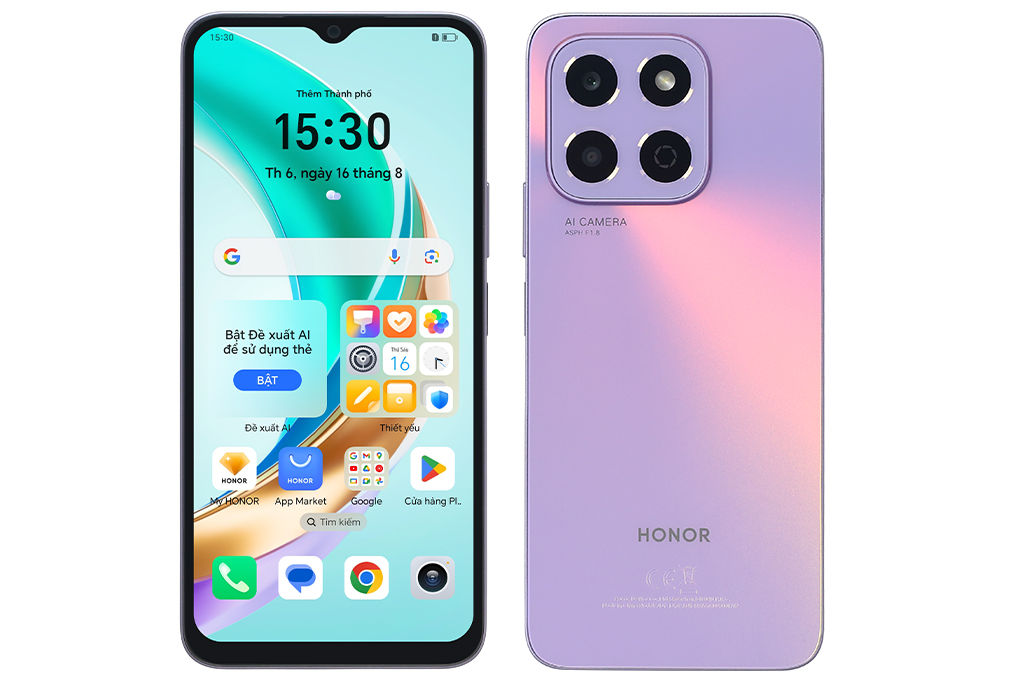 15:30
Thêm Thành phố
15:30
Th 6, ngày 16 tháng 8
Bật Đề xuất AI
để sử dụng thẻ
BẬT
Thứ Sáu
16
Đề xuất AI
Thiết yếu
HONOR
HONOR
My HONOR
App Market
Google
Cửa hàng Pl..
Tìm kiếm
AI CAMERA
ASPH F1.8
HONOR